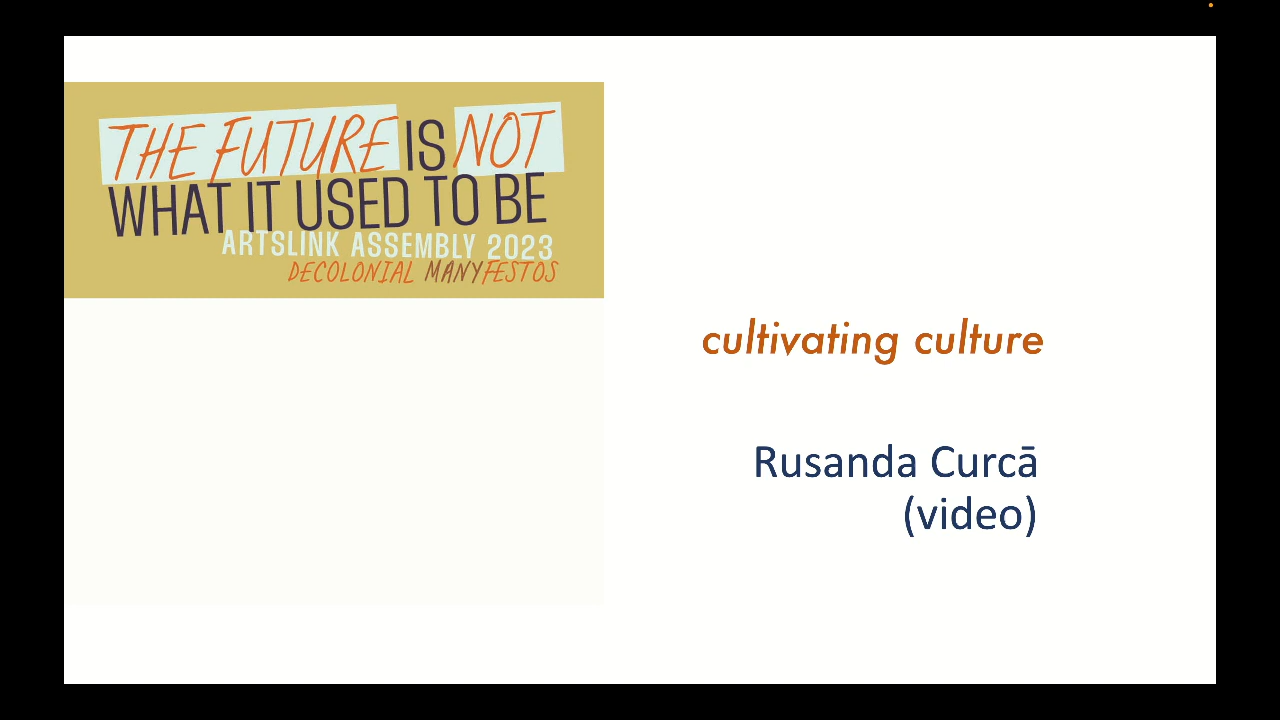 THE FUTURE IS NOT
WHAT IT USED TO BE
ARTSLINK ASSEMBLY 2023
DECOLONIAL MANYFESTOS
cultivating culture
Rusanda Curcā
(video)